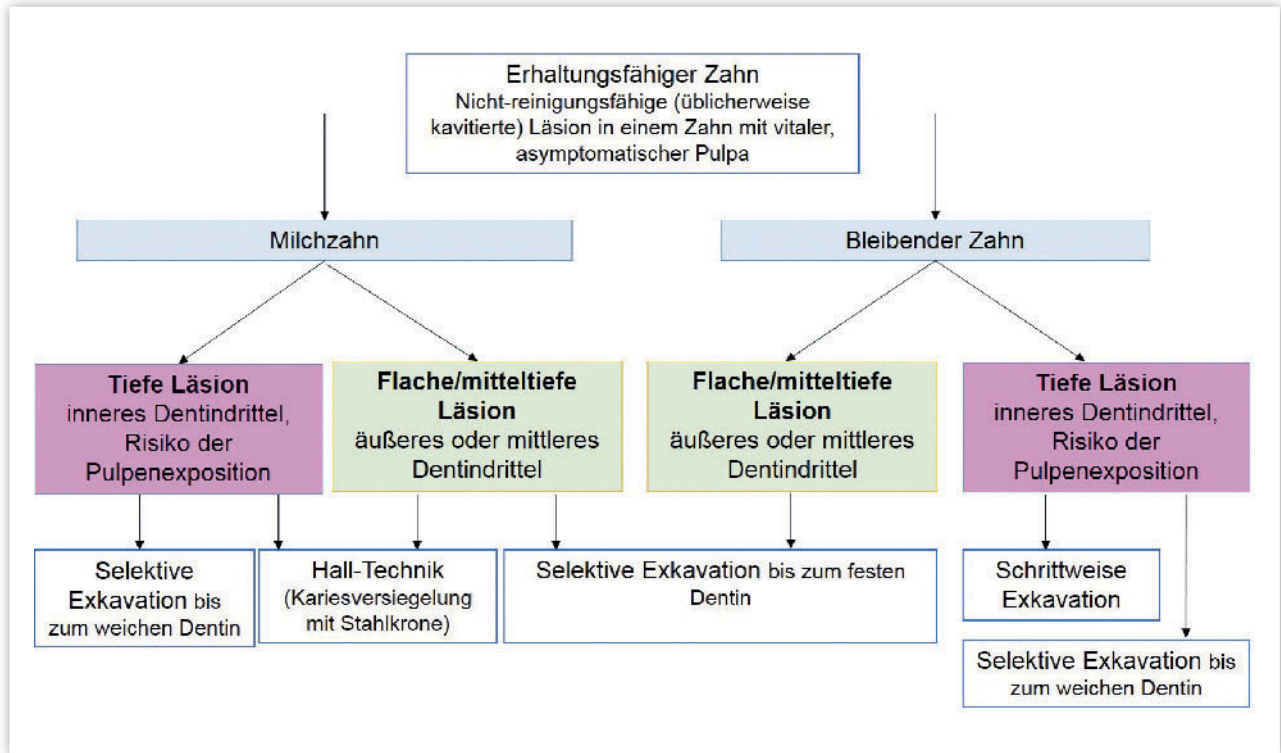 Erhaltungsfähiger Zahn
Nicht-reinigungsfähige (üblicherweise
kavitierte) Läsion in einem Zahn mit vitaler,
asymptomatischer Pulpa
Milchzahn
Bleibender Zahn
Tiefe Läsion
inneres Dentindrittel,
Risiko der
Pulpenexposition
Flache/mitteltiefe
Läsion
äußeres oder mittleres
Dentindrittel
Flache/mitteltiefe
Läsion
äußeres oder mittleres
Dentindrittel
Tiefe Läsion
inneres Dentindrittel,
Risiko der
Pulpenexposition
Selektive
Exkavation bis
zum weichen Dentin
Hall-Technik
(Kariesversiegelung
mit Stahlkrone)
Selektive Exkavation bis zum festen
Dentin
Schrittweise
Exkavation
Selektive Exkavation bis
zum weichen Dentin